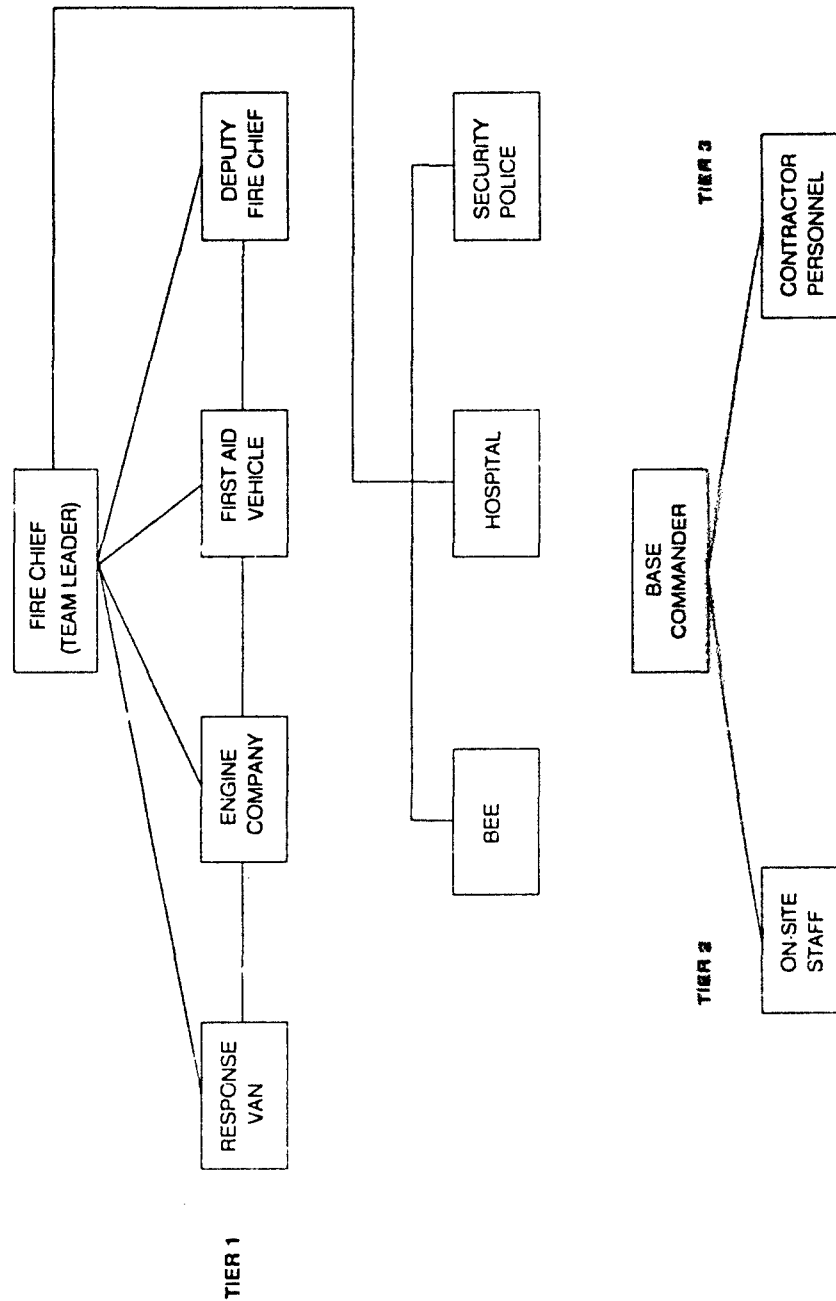 FIRE CHIEF
(TEAM LEADER)
TIER 1
RESPONSE
VAN
ENGINE
COMPANY
FIRST AID
VEHICLE
DEPUTY
FIRE CHIEF
BEE
HOSPITAL
SECURITY
POLICE
BASE
COMMANDER
TIER 2
TIER 3
ON-SITE
STAFF
CONTRACTOR
PERSONNEL